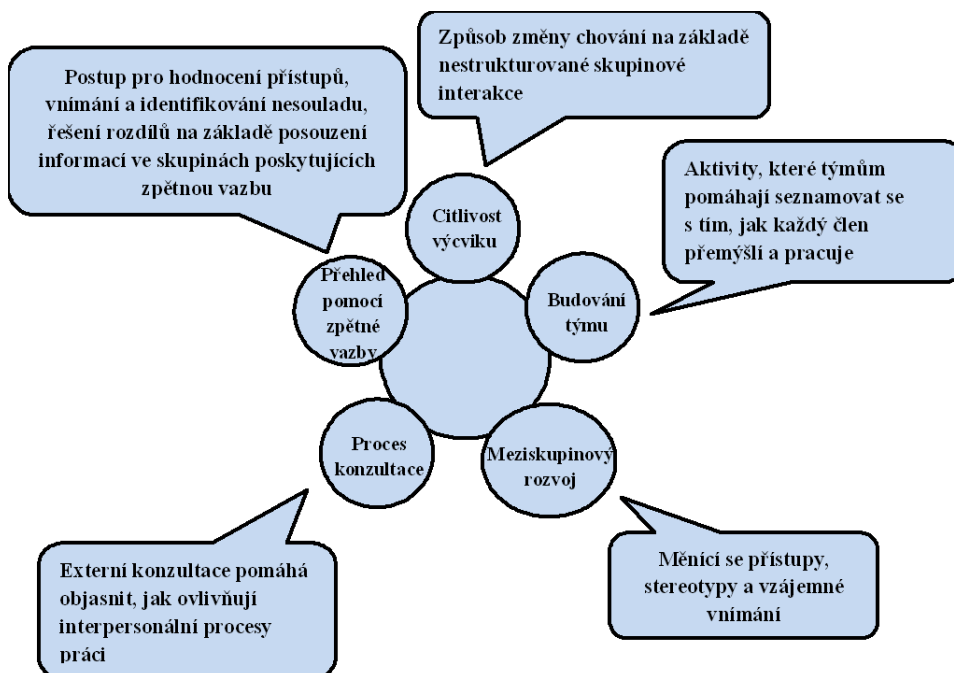 Způsob změny chování na základě
nestrukturované skupinové
interakce
Postup pro hodnocení přístupů,
vnímání a identifikování nesouladu,
řešení rozdílů na základě posouzení
informací ve skupinách poskytujících
zpětnou vazbu
Aktivity, které týmům
pomáhají seznamovat se
s tím, jak každý člen
přemýšlí a pracuje
Citlivost
výcviku
Přehled
pomocí
zpětné
vazby
Budování
týmu
Proces
konzultace
Meziskupinový
rozvoj
Externí konzultace pomáhá
objasnit, jak ovlivňují
interpersonální procesy
práci
Měnící se přístupy,
stereotypy a vzájemné
vnímání